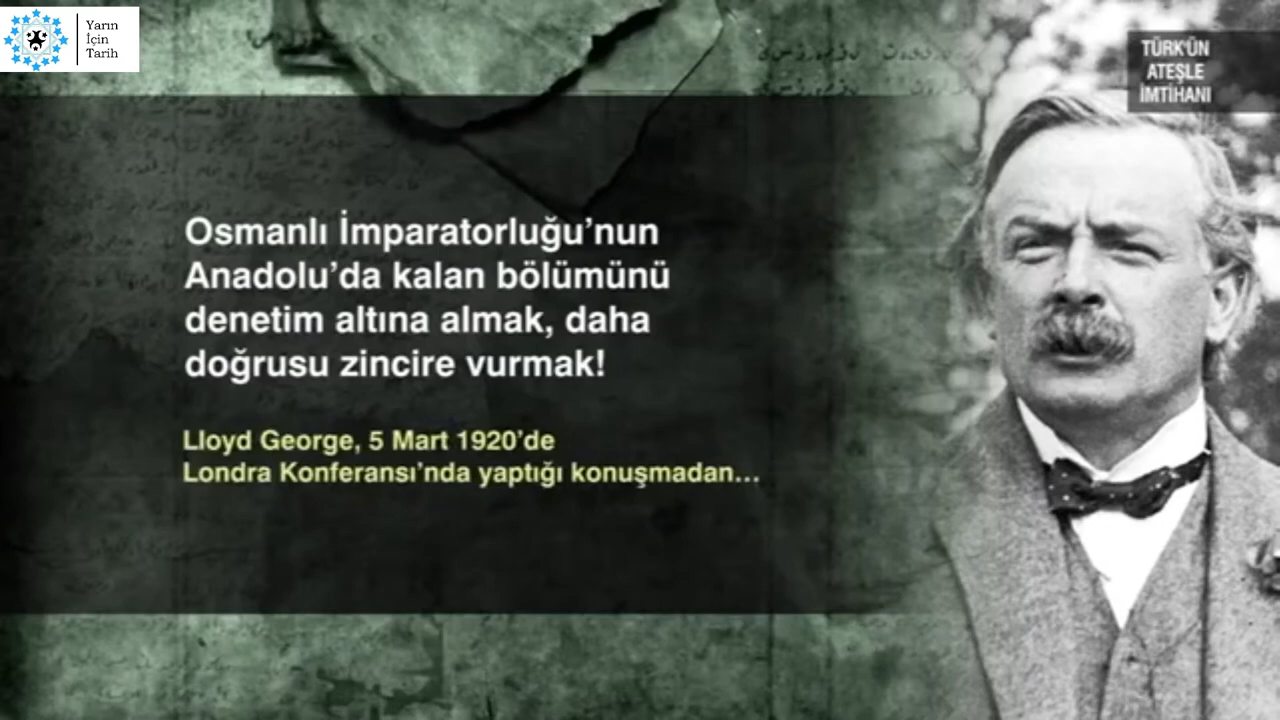 Yarın
İçin
Tarih
TÜRK'ÜN
ATEŞLE
İMTİHANI
Osmanlı İmparatorluğu’nun
Anadolu’da kalan bölümünü
denetim altına almak, daha
doğrusu zincire vurmak!
Lloyd George, 5 Mart 1920’de
Londra Konferansı’nda yaptığı konuşmadan...